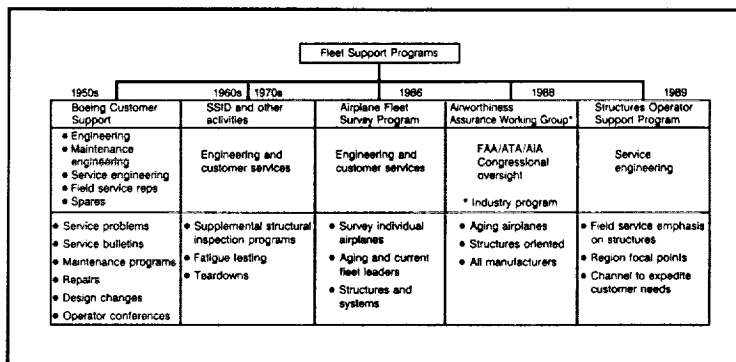 Fleet Support Programs
1950s
1960s 1970s
1986
1988
1989
Boeing Customer
Support
• Engineering
• Maintenance
engineering
• Service engineering
• Field service reps
• Spares
• Service problems
• Service bulletins
• Maintenance programs
• Repairs
• Design changes
• Operator conferences
SSID and other
activities
Engineering and
customer services
• Supplemental structural
inspection programs
• Fatigue testing
• Teardowns
Airplane Fleet
Survey Program
Engineering and
customer services
• Survey individual
airplanes
• Aging and current
fleet leaders
• Structures and
systems
Airworthiness
Assurance Working Group*
FAA/ATA/AIA
Congressional
oversight
* Industry program
• Aging airplanes
• Structures oriented
• All manufacturers
Structures Operator
Support Program
Service
engineering
• Field service emphasis
on structures
• Region focal points
• Channel to expedite
customer needs